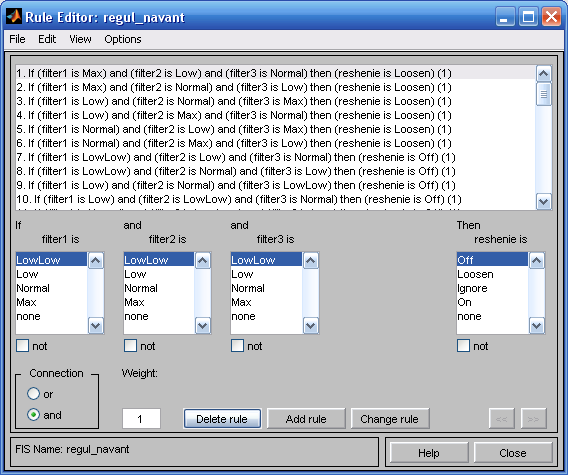 Rule Editor: regul_navant
File Edit View Options
1. If (filter1 is Max) and (filter2 is Low) and (filter3 is Normal) then (reshenie is Loosen) (1)
2. If (filter1 is Max) and (filter2 is Normal) and (filter3 is Low) then (reshenie is Loosen) (1)
3. If (filter1 is Low) and (filter2 is Normal) and (filter3 is Max) then (reshenie is Loosen) (1)
4. If (filter1 is Low) and (filter2 is Max) and (filter3 is Normal) then (reshenie is Loosen) (1)
5. If (filter1 is Normal) and (filter2 is Low) and (filter3 is Max) then (reshenie is Loosen) (1)
6. If (filter1 is Normal) and (filter2 is Max) and (filter3 is Low) then (reshenie is Loosen) (1)
7. If (filter1 is LowLow) and (filter2 is Low) and (filter3 is Normal) then (reshenie is Off) (1)
8. If (filter1 is LowLow) and (filter2 is Normal) and (filter3 is Low) then (reshenie is Off) (1)
9. If (filter1 is Low) and (filter2 is Normal) and (filter3 is LowLow) then (reshenie is Off) (1)
10. If (filter1 is Low) and (filter2 is LowLow) and (filter3 is Normal) then (reshenie is Off) (1)
If and and Then
filter1 is filter2 is filter3 is reshenie is
LowLow LowLow LowLow Off
Low Low Low Loosen
Normal Normal Normal Ignore
Max Max Max On
none none none none
not not not not
Connection Weight:
or
and 1 Delete rule Add rule Change rule << >>
FIS Name: regul_navant Help Close